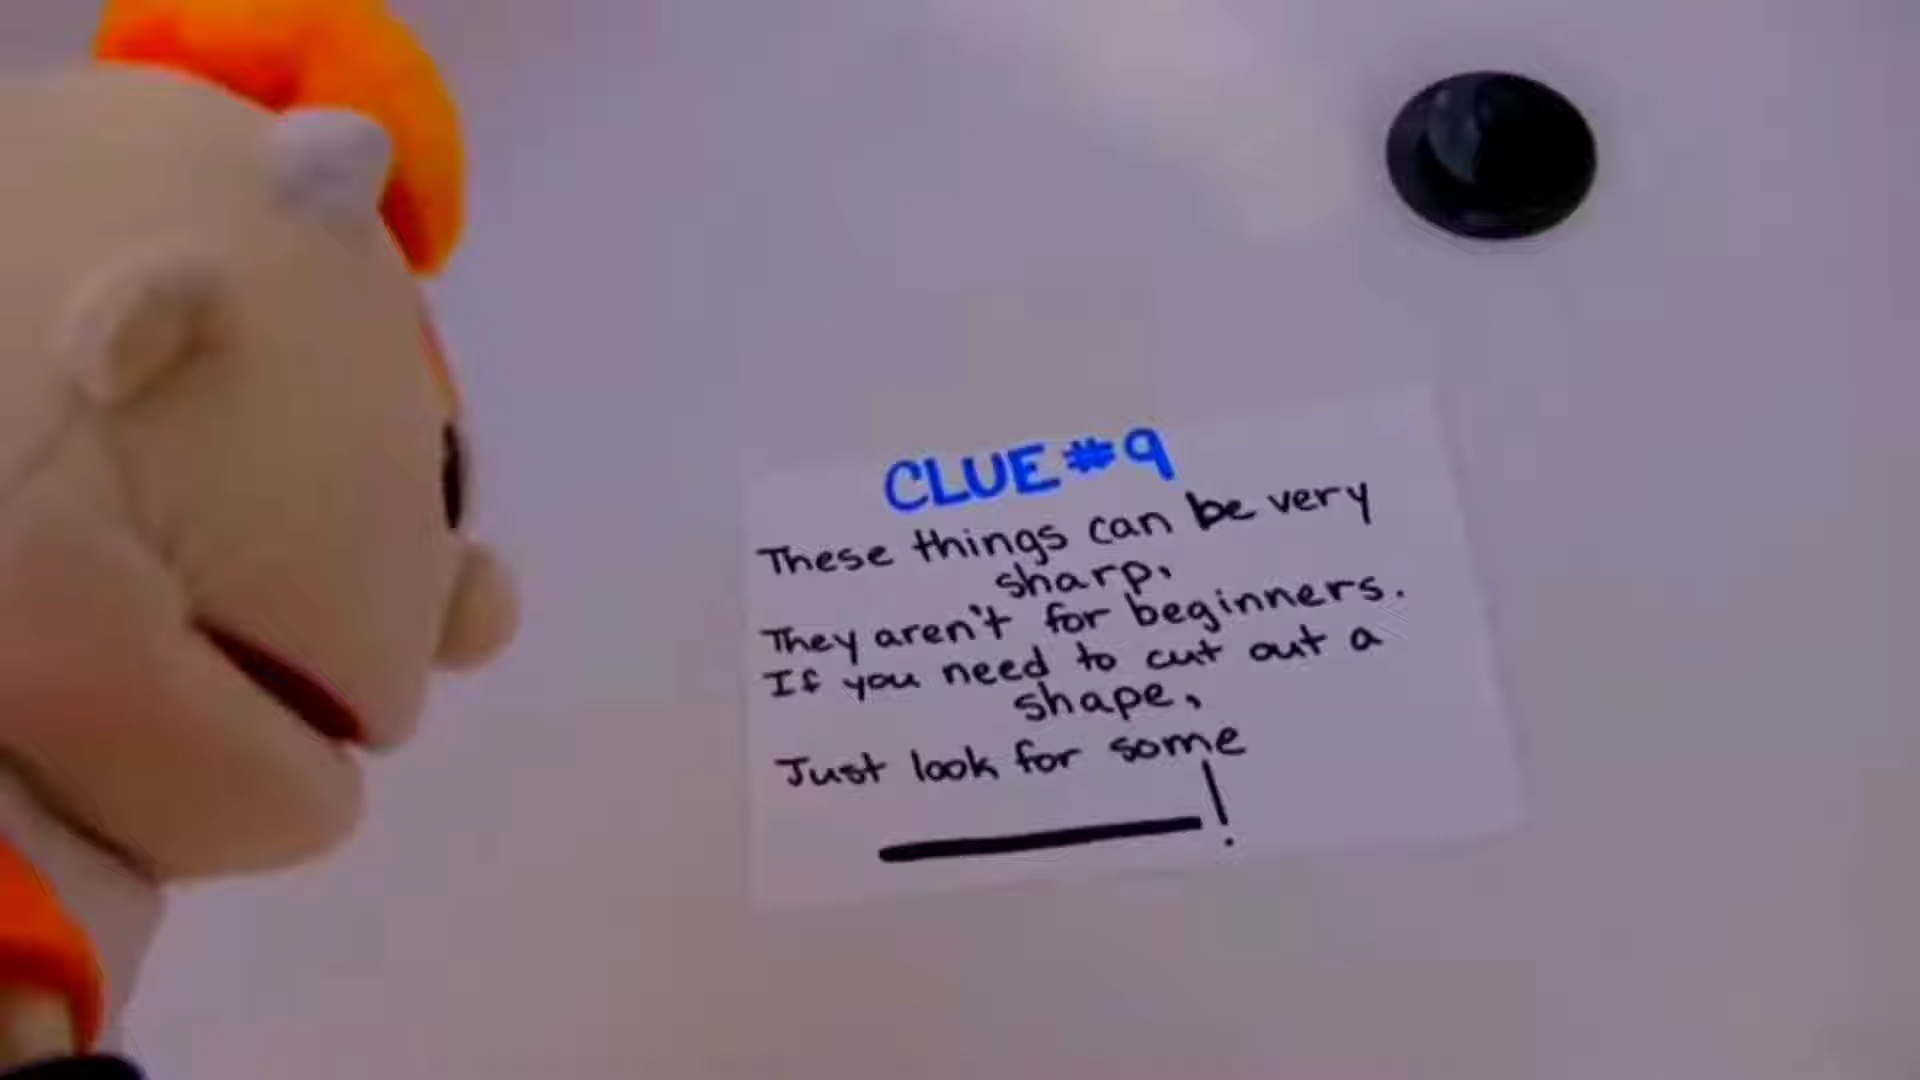 CLUE #9
These things can be very
sharp.
They aren't for beginners.
If you need to cut out a
shape,
Just look for some
!